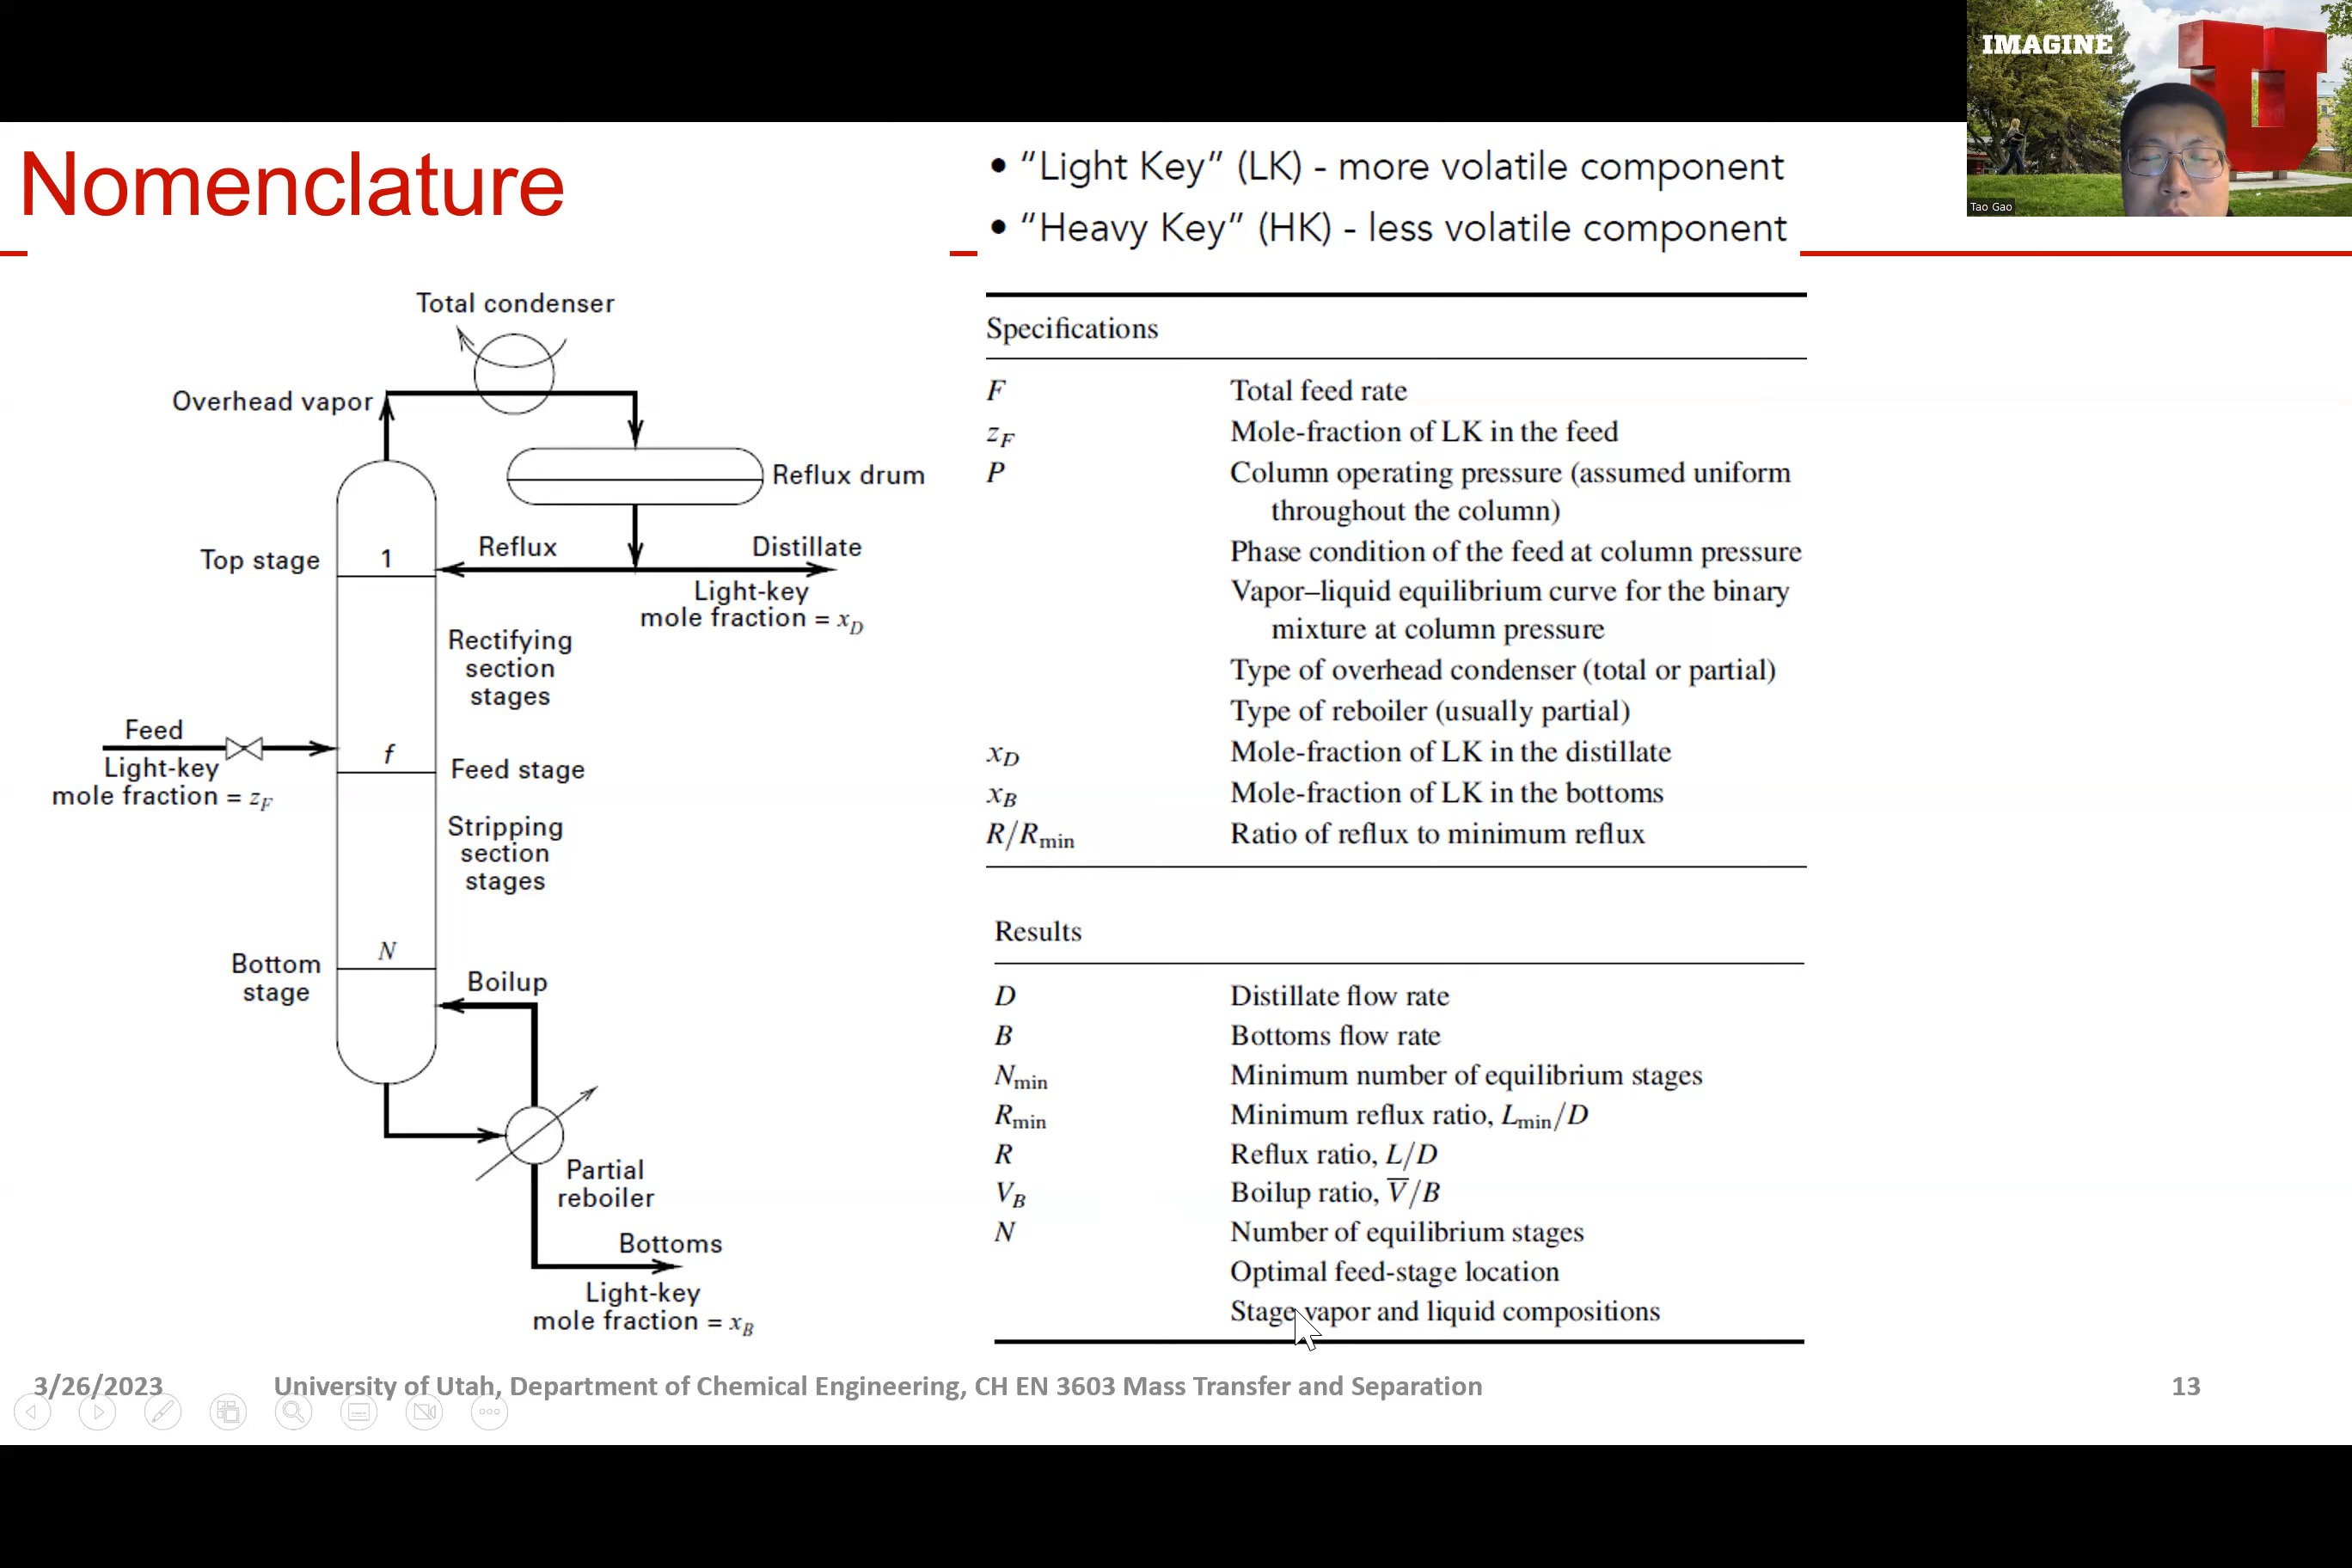 IMAGINE
Tao Gao
Nomenclature
• "Light Key" (LK) - more volatile component
• "Heavy Key" (HK) - less volatile component
Total condenser
Overhead vapor
Reflux drum
Reflux
Distillate
Top stage
1
Light-key
mole fraction = x_D
Rectifying
section
stages
Feed
f
Light-key
mole fraction = z_F
Feed stage
Stripping
section
stages
N
Bottom
stage
Boilup
Partial
reboiler
Bottoms
Light-key
mole fraction = x_B
Specifications
F Total feed rate
z_F Mole-fraction of LK in the feed
P Column operating pressure (assumed uniform
throughout the column)
Phase condition of the feed at column pressure
Vapor–liquid equilibrium curve for the binary
mixture at column pressure
Type of overhead condenser (total or partial)
Type of reboiler (usually partial)
x_D Mole-fraction of LK in the distillate
x_B Mole-fraction of LK in the bottoms
R/R_min Ratio of reflux to minimum reflux
Results
D Distillate flow rate
B Bottoms flow rate
N_min Minimum number of equilibrium stages
R_min Minimum reflux ratio, L_min/D
R Reflux ratio, L/D
V_B Boilup ratio, V̅/B
N Number of equilibrium stages
Optimal feed-stage location
Stage vapor and liquid compositions
3/26/2023
University of Utah, Department of Chemical Engineering, CH EN 3603 Mass Transfer and Separation
13